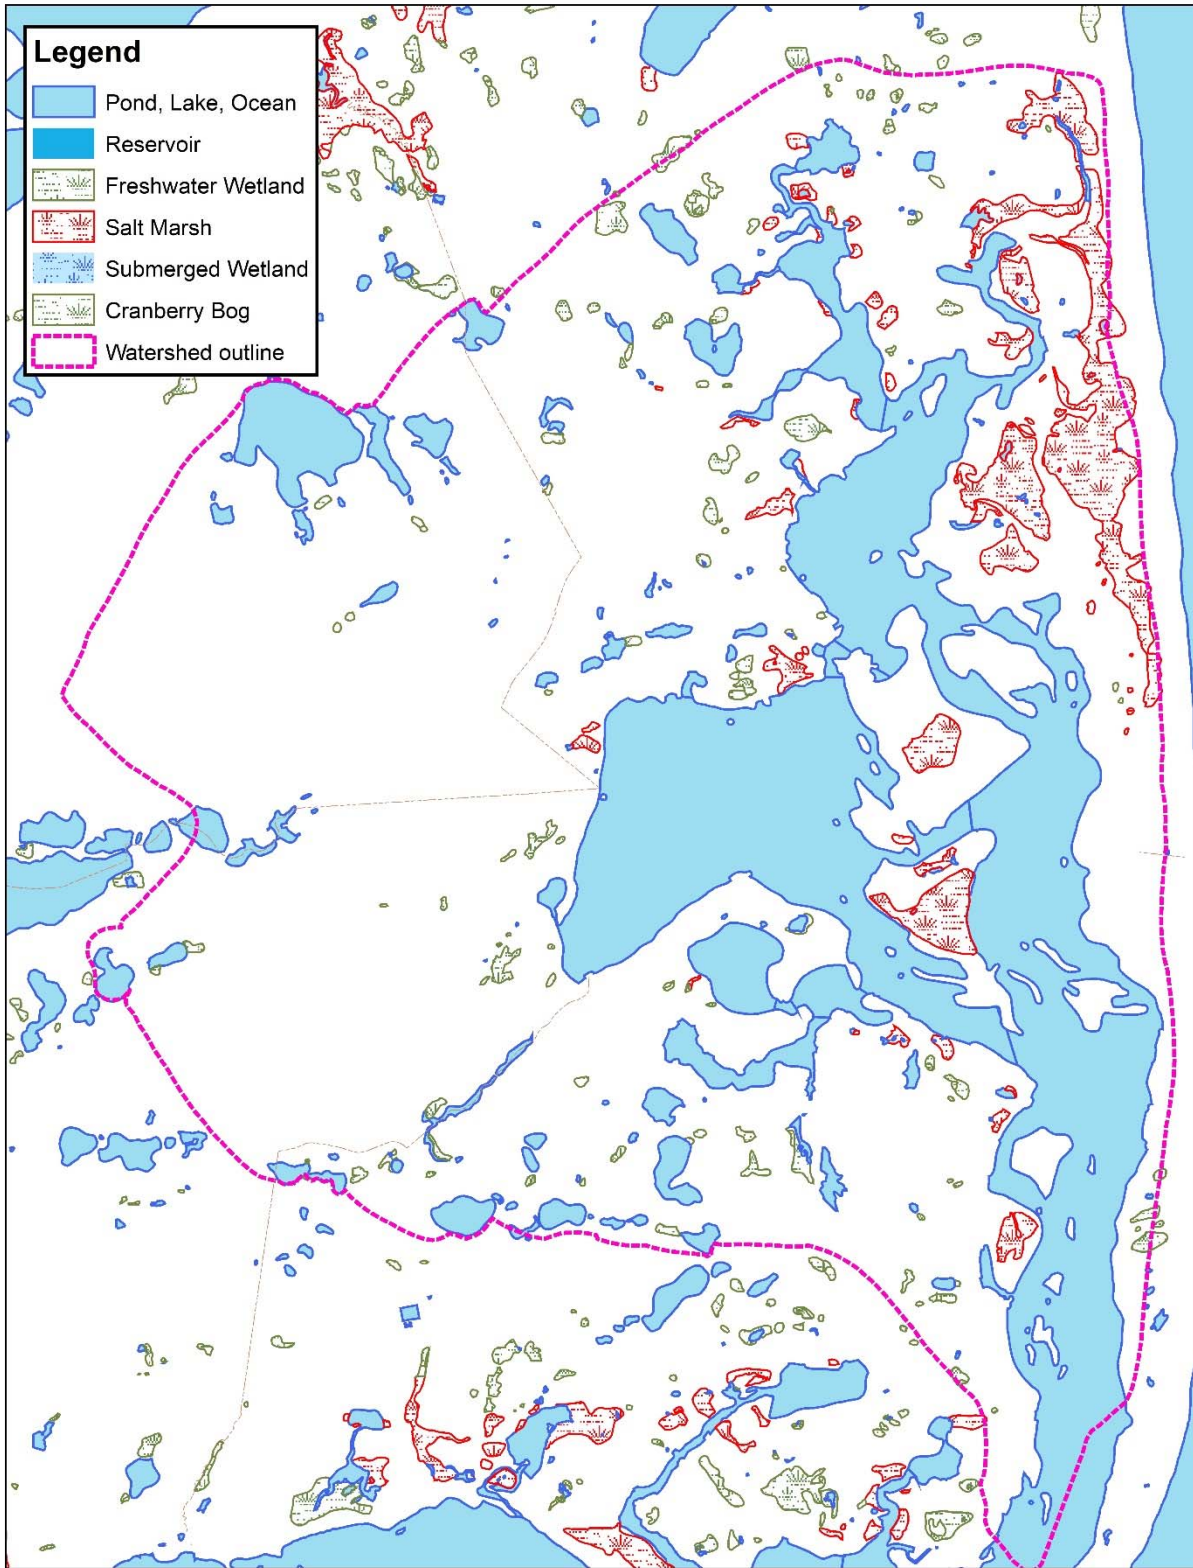 Legend
Pond, Lake, Ocean
Reservoir
Freshwater Wetland
Salt Marsh
Submerged Wetland
Cranberry Bog
Watershed outline